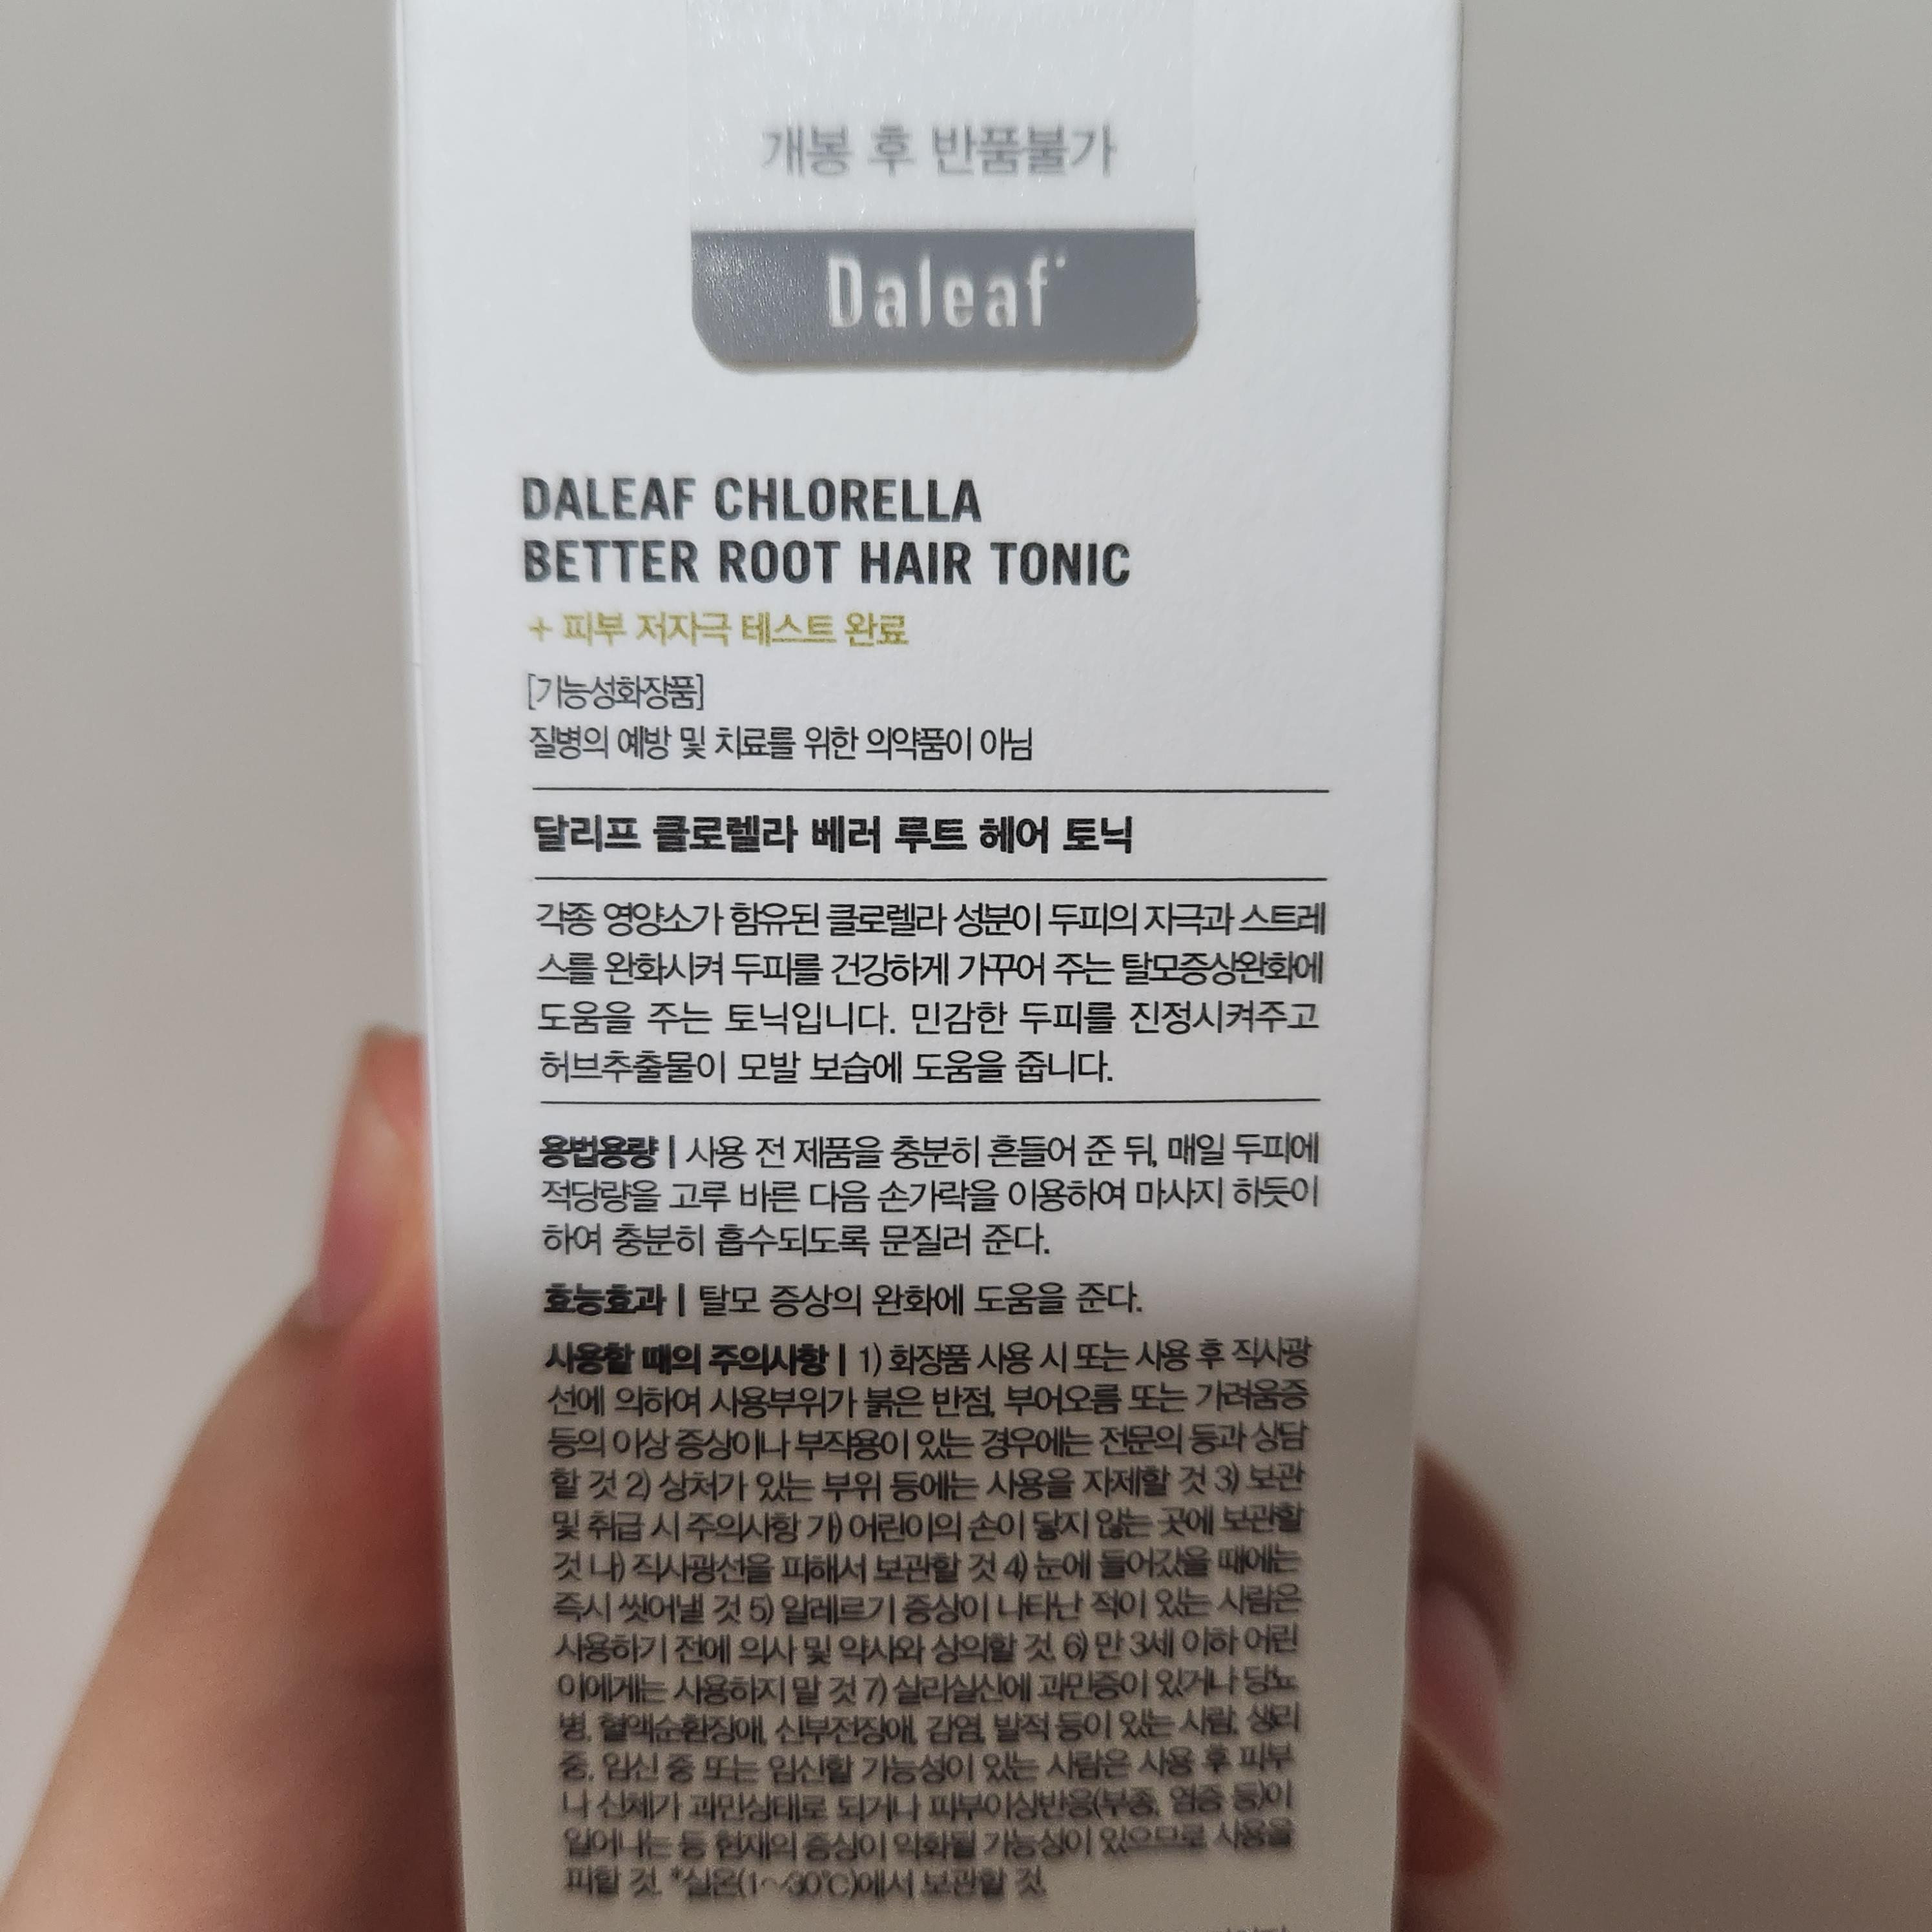 개봉 후 반품불가
Daleaf
DALEAF CHLORELLA
BETTER ROOT HAIR TONIC
+ 피부 저자극 테스트 완료
[기능성화장품]
질병의 예방 및 치료를 위한 의약품이 아님
달리프 클로렐라 베러 루트 헤어 토닉
각종 영양소가 함유된 클로렐라 성분이 두피의 자극과 스트레
스를 완화시켜 두피를 건강하게 가꾸어 주는 탈모증상완화에
도움을 주는 토닉입니다. 민감한 두피를 진정시켜주고
허브추출물이 모발 보습에 도움을 줍니다.
용법용량 | 사용 전 제품을 충분히 흔들어 준 뒤, 매일 두피에
적당량을 고루 바른 다음 손가락을 이용하여 마사지 하듯이
하여 충분히 흡수되도록 문질러 준다.
효능효과 | 탈모 증상의 완화에 도움을 준다.
사용할 때의 주의사항 | 1) 화장품 사용 시 또는 사용 후 직사광
선에 의하여 사용부위가 붉은 반점, 부어오름 또는 가려움증
등의 이상 증상이나 부작용이 있는 경우에는 전문의 등과 상담
할 것 2) 상처가 있는 부위 등에는 사용을 자제할 것 3) 보관
및 취급 시 주의사항 가) 어린이의 손이 닿지 않는 곳에 보관할
것 나) 직사광선을 피해서 보관할 것 4) 눈에 들어갔을 때에는
즉시 씻어낼 것 5) 알레르기 증상이 나타난 적이 있는 사람은
사용하기 전에 의사 및 약사와 상의할 것. 6) 만 3세 이하 어린
이에게는 사용하지 말 것 7) 살리실산에 과민증이 있거나 당뇨
병, 혈액순환장애, 신부전장애, 감염, 발적 등이 있는 사람, 생리
중, 임신 중 또는 임신할 가능성이 있는 사람은 사용 후 피부
나 신체가 과민상태로 되거나 피부이상반응(부종, 염증 등)이
일어나는 등 현재의 증상이 악화될 가능성이 있으므로 사용을
피할 것. *실온(1~30℃)에서 보관할 것.